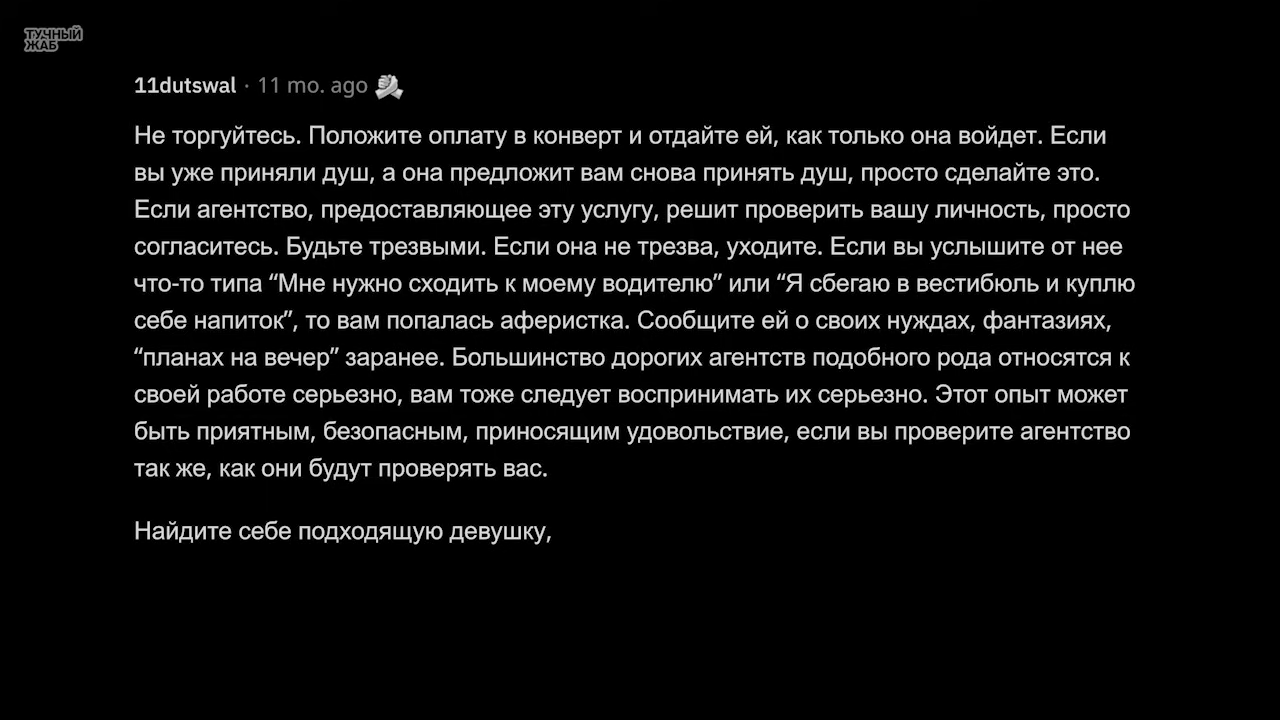 ТУЧНЫЙ
ЖАБ
11dutswal · 11 mo. ago
Не торгуйтесь. Положите оплату в конверт и отдайте ей, как только она войдет. Если
вы уже приняли душ, а она предложит вам снова принять душ, просто сделайте это.
Если агентство, предоставляющее эту услугу, решит проверить вашу личность, просто
согласитесь. Будьте трезвыми. Если она не трезва, уходите. Если вы услышите от нее
что-то типа “Мне нужно сходить к моему водителю” или “Я сбегаю в вестибюль и куплю
себе напиток”, то вам попалась аферистка. Сообщите ей о своих нуждах, фантазиях,
“планах на вечер” заранее. Большинство дорогих агентств подобного рода относятся к
своей работе серьезно, вам тоже следует воспринимать их серьезно. Этот опыт может
быть приятным, безопасным, приносящим удовольствие, если вы проверите агентство
так же, как они будут проверять вас.
Найдите себе подходящую девушку,